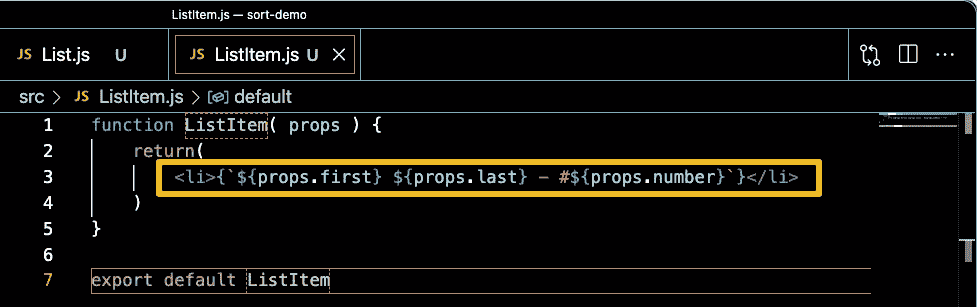 ListItem.js — sort-demo
JS List.js U JS ListItem.js U ×
src > JS ListItem.js > default
1 function ListItem( props ) {
2 return(
3 <li>{`${props.first} ${props.last} - #${props.number}`}</li>
4 )
5 }
6
7 export default ListItem